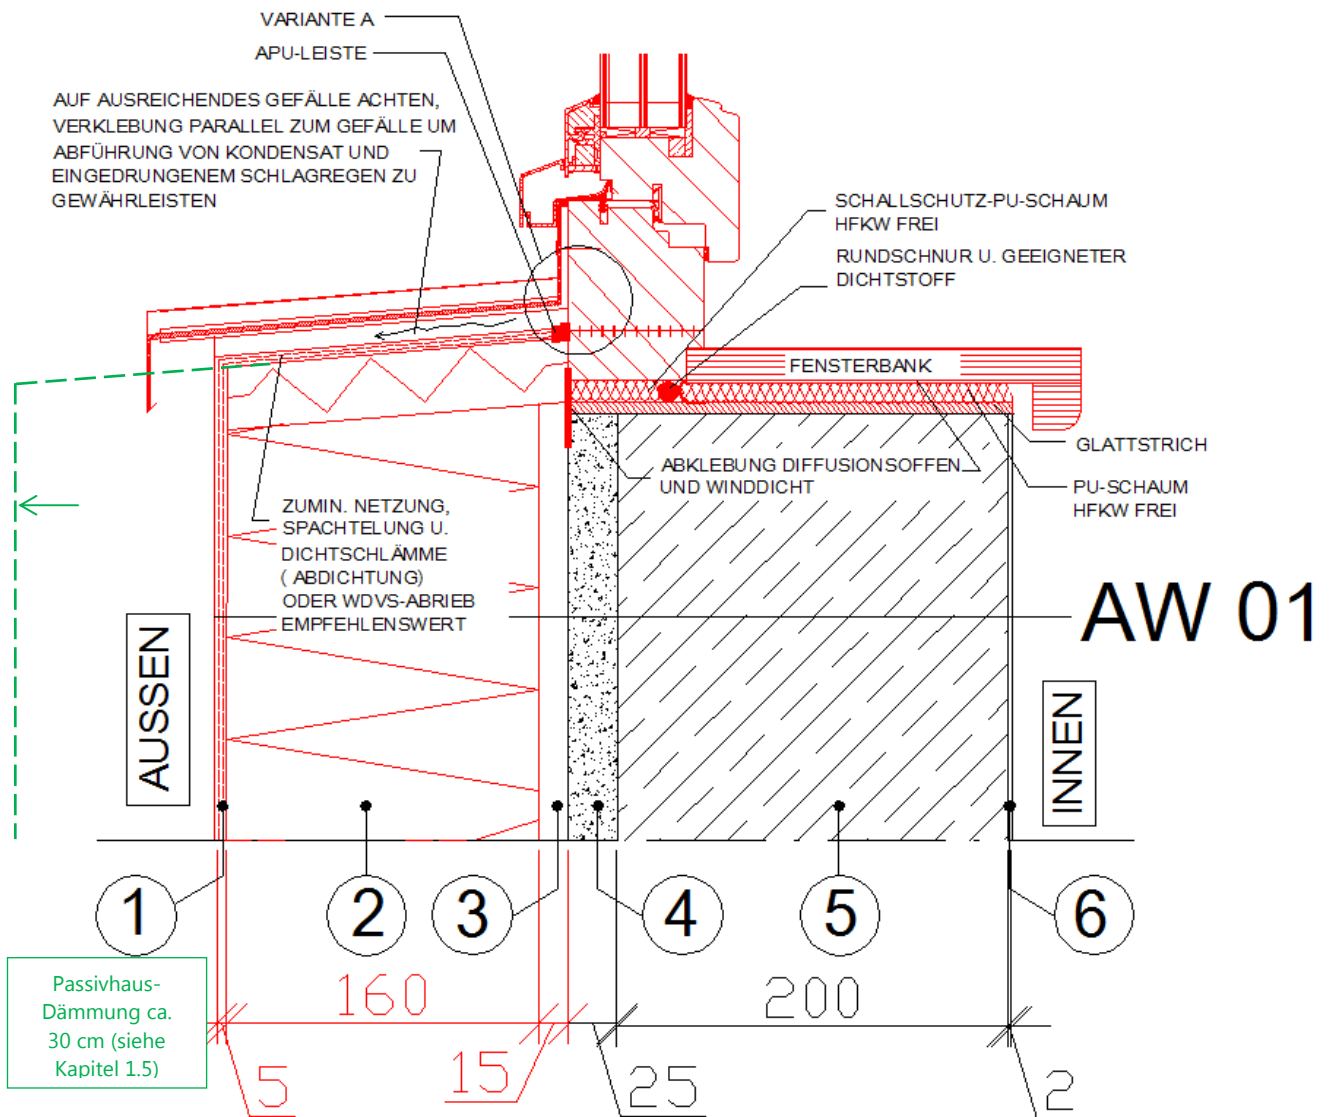 VARIANTE A
APU-LEISTE
AUF AUSREICHENDES GEFÄLLE ACHTEN,
VERKLEBUNG PARALLEL ZUM GEFÄLLE UM
ABFÜHRUNG VON KONDENSAT UND
EINGEDRUNGENEM SCHLAGREGEN ZU
GEWÄHRLEISTEN
SCHALLSCHUTZ-PU-SCHAUM
HFKW FREI
RUNDSCHNUR U. GEEIGNETER
DICHTSTOFF
FENSTERBANK
GLATTSTRICH
ABKLEBUNG DIFFUSIONSOFFEN
UND WINDDICHT
PU-SCHAUM
HFKW FREI
ZUMIN. NETZUNG,
SPACHTELUNG U.
DICHTSCHLÄMME
( ABDICHTUNG)
ODER WDVS-ABRIEB
EMPFEHLENSWERT
AW 01
AUSSEN
INNEN
1
2
3
4
5
6
Passivhaus-
Dämmung ca.
30 cm (siehe
Kapitel 1.5)
160
200
5
15
25
2